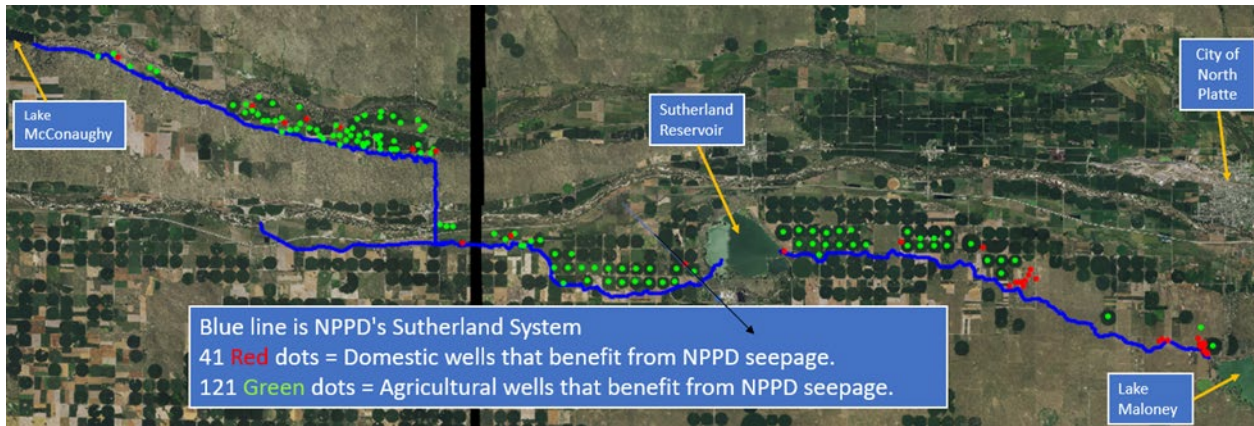 Lake
McConaughy
Sutherland
Reservoir
City of
North
Platte
Blue line is NPPD's Sutherland System
41 Red dots = Domestic wells that benefit from NPPD seepage.
121 Green dots = Agricultural wells that benefit from NPPD seepage.
Lake
Maloney